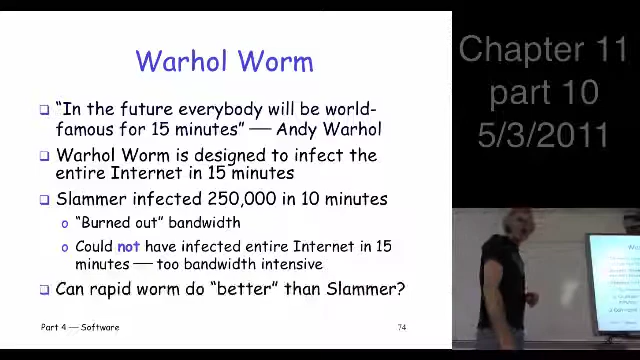 Warhol Worm
“In the future everybody will be world-
famous for 15 minutes” — Andy Warhol
Warhol Worm is designed to infect the
entire Internet in 15 minutes
Slammer infected 250,000 in 10 minutes
“Burned out” bandwidth
Could not have infected entire Internet in 15
minutes — too bandwidth intensive
Can rapid worm do “better” than Slammer?
Part 4 — Software
74
Chapter 11
part 10
5/3/2011